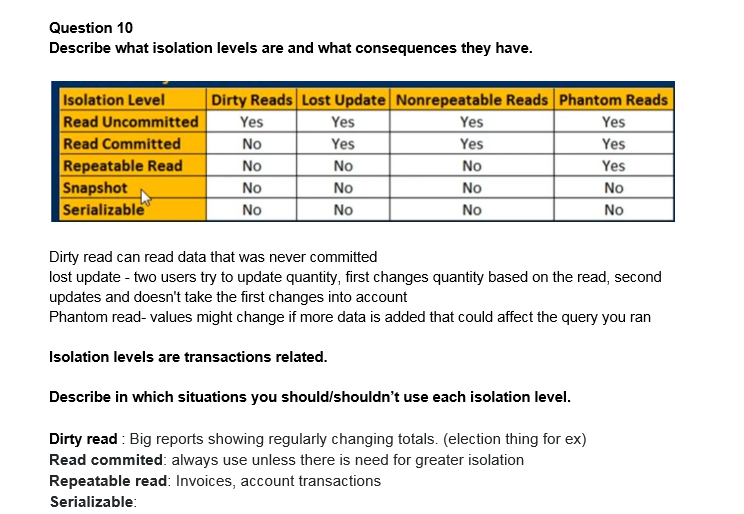 Question 10
Describe what isolation levels are and what consequences they have.
Isolation Level Dirty Reads Lost Update Nonrepeatable Reads Phantom Reads
Read Uncommitted Yes Yes Yes Yes
Read Committed No Yes Yes Yes
Repeatable Read No No No Yes
Snapshot No No No No
Serializable No No No No
Dirty read can read data that was never committed
lost update - two users try to update quantity, first changes quantity based on the read, second
updates and doesn't take the first changes into account
Phantom read- values might change if more data is added that could affect the query you ran
Isolation levels are transactions related.
Describe in which situations you should/shouldn’t use each isolation level.
Dirty read : Big reports showing regularly changing totals. (election thing for ex)
Read commited: always use unless there is need for greater isolation
Repeatable read: Invoices, account transactions
Serializable: